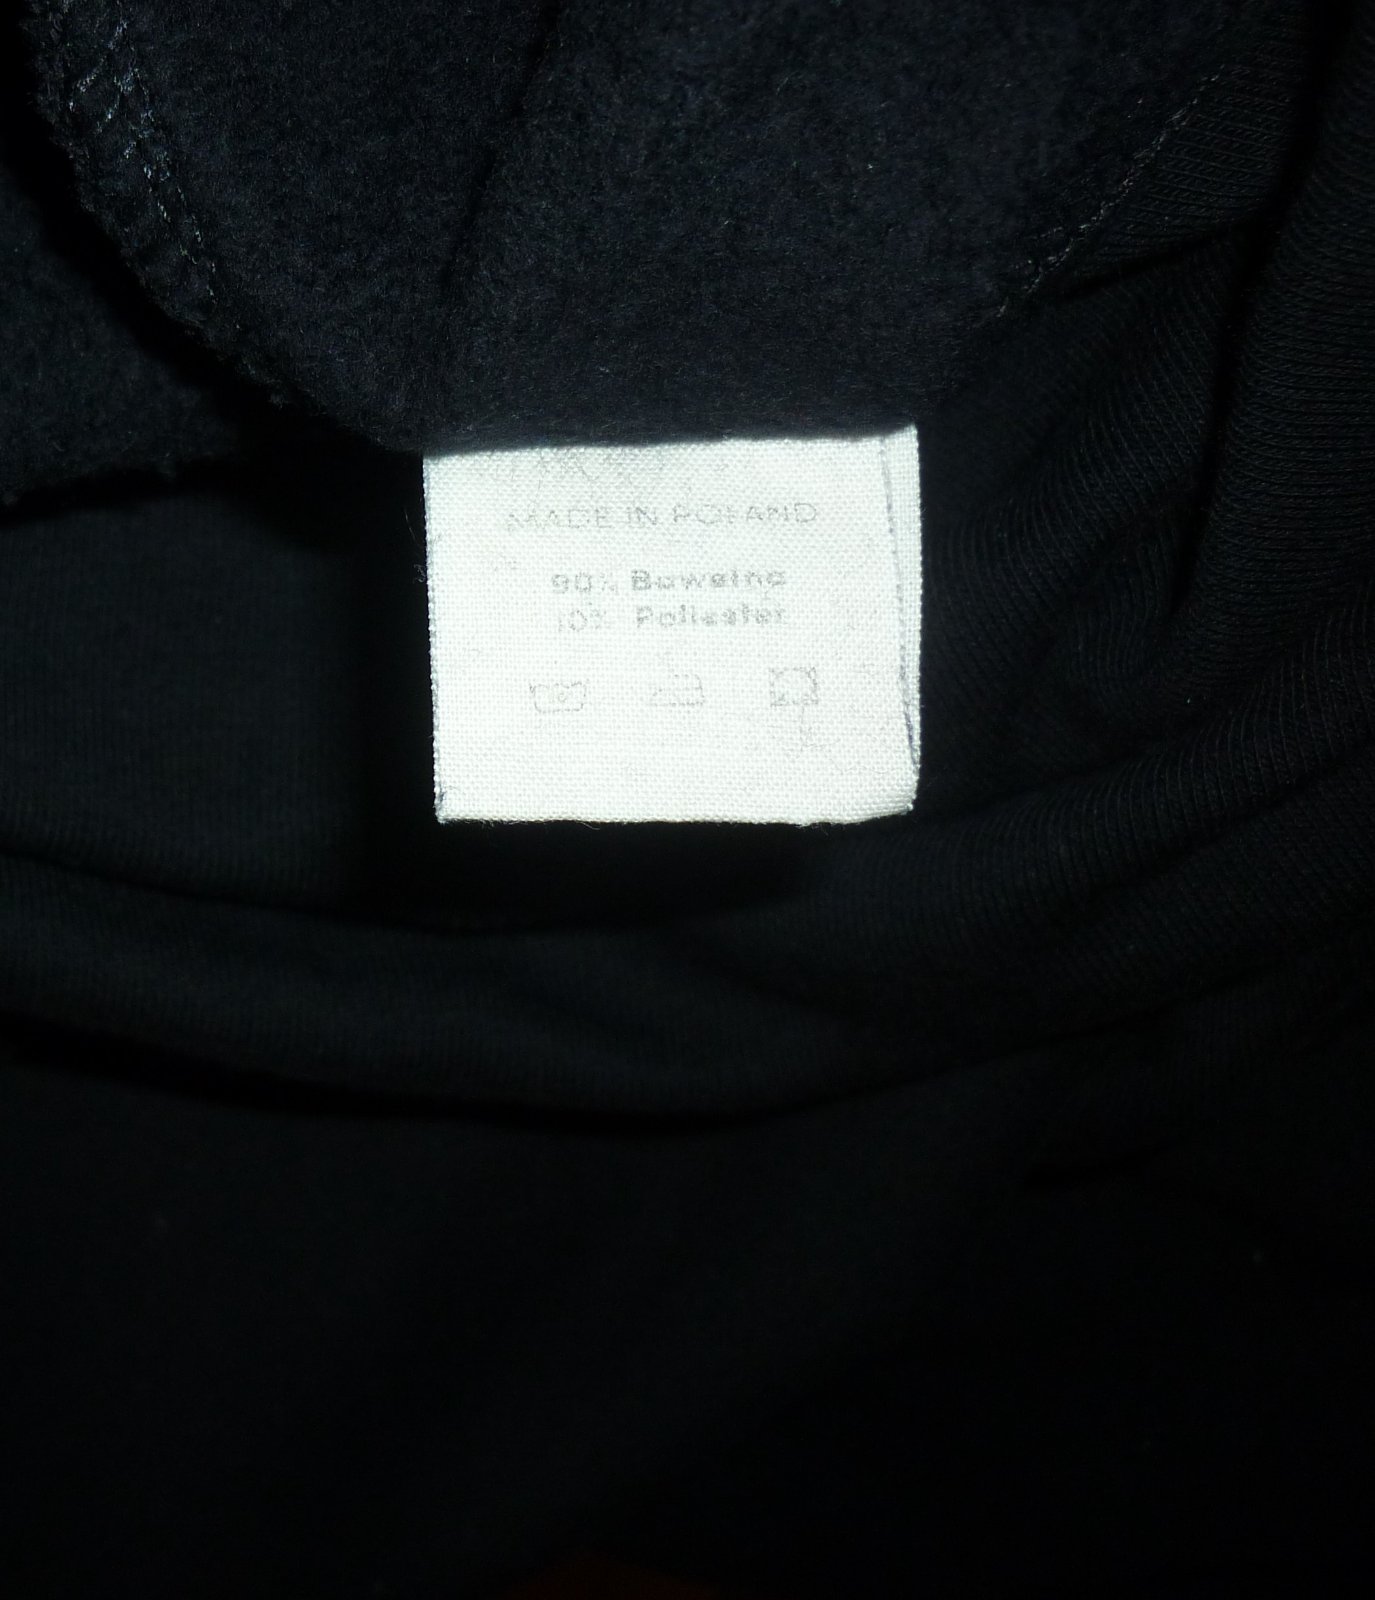 MADE IN POLAND
90% Bawełna
10% Poliester